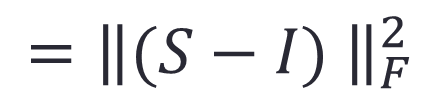 = ‖(S − I) ‖²_F